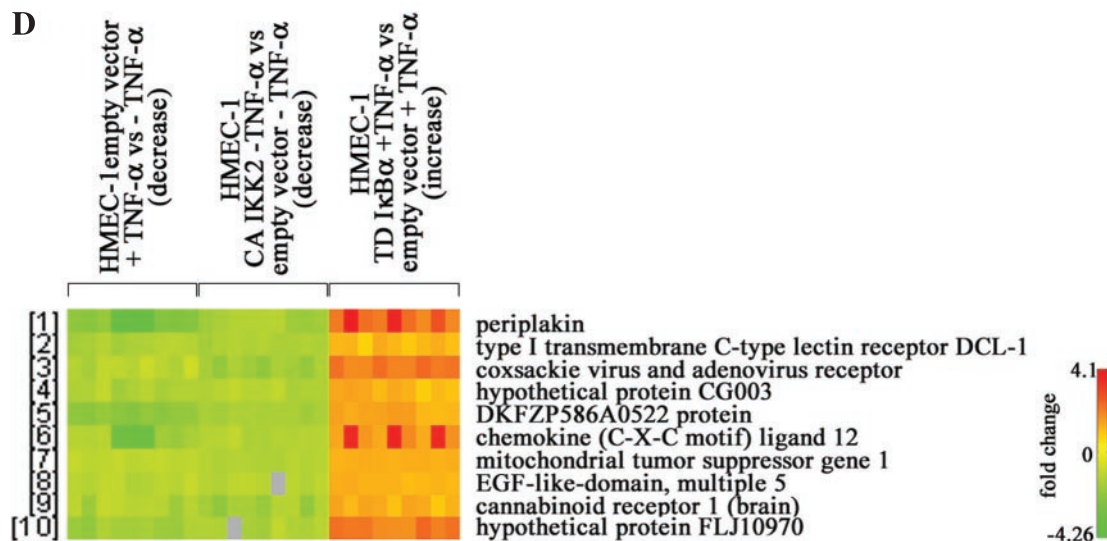 D
HMEC-1empty vector
+ TNF-α vs - TNF-α
(decrease)
HMEC-1
CA IKK2 -TNF-α vs
empty vector - TNF-α
(decrease)
HMEC-1
TD IκBα +TNF-α vs
empty vector + TNF-α
(increase)
[1] periplakin
[2] type I transmembrane C-type lectin receptor DCL-1
[3] coxsackie virus and adenovirus receptor
[4] hypothetical protein CG003
[5] DKFZP586A0522 protein
[6] chemokine (C-X-C motif) ligand 12
[7] mitochondrial tumor suppressor gene 1
[8] EGF-like-domain, multiple 5
[9] cannabinoid receptor 1 (brain)
[10] hypothetical protein FLJ10970
fold change
4.1
0
-4.26